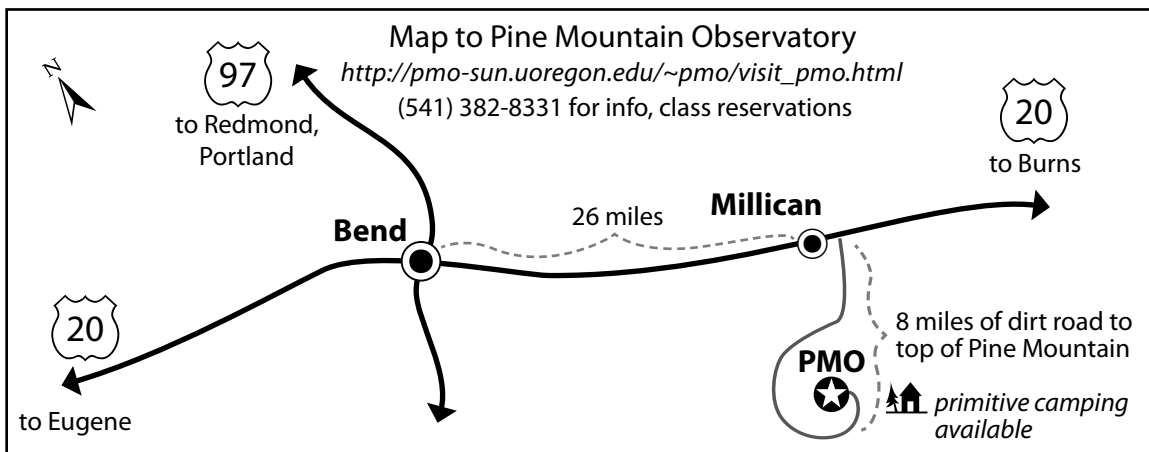 Map to Pine Mountain Observatory
http://pmo-sun.uoregon.edu/~pmo/visit_pmo.html
(541) 382-8331 for info, class reservations
N
97
to Redmond,
Portland
20
to Burns
Bend
26 miles
Millican
20
to Eugene
PMO
8 miles of dirt road to
top of Pine Mountain
primitive camping
available